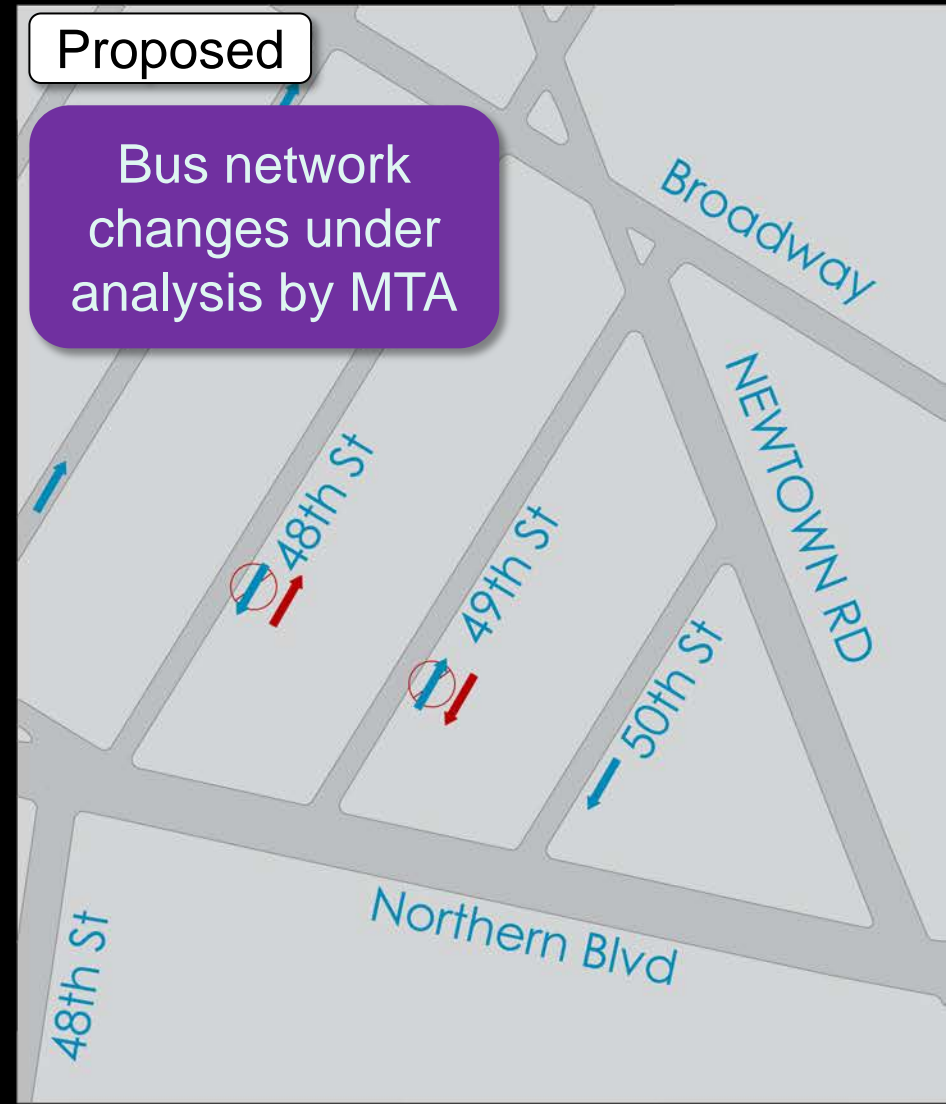 Proposed
Bus network
changes under
analysis by MTA
Broadway
NEWTOWN RD
48th St
49th St
50th St
Northern Blvd
48th St